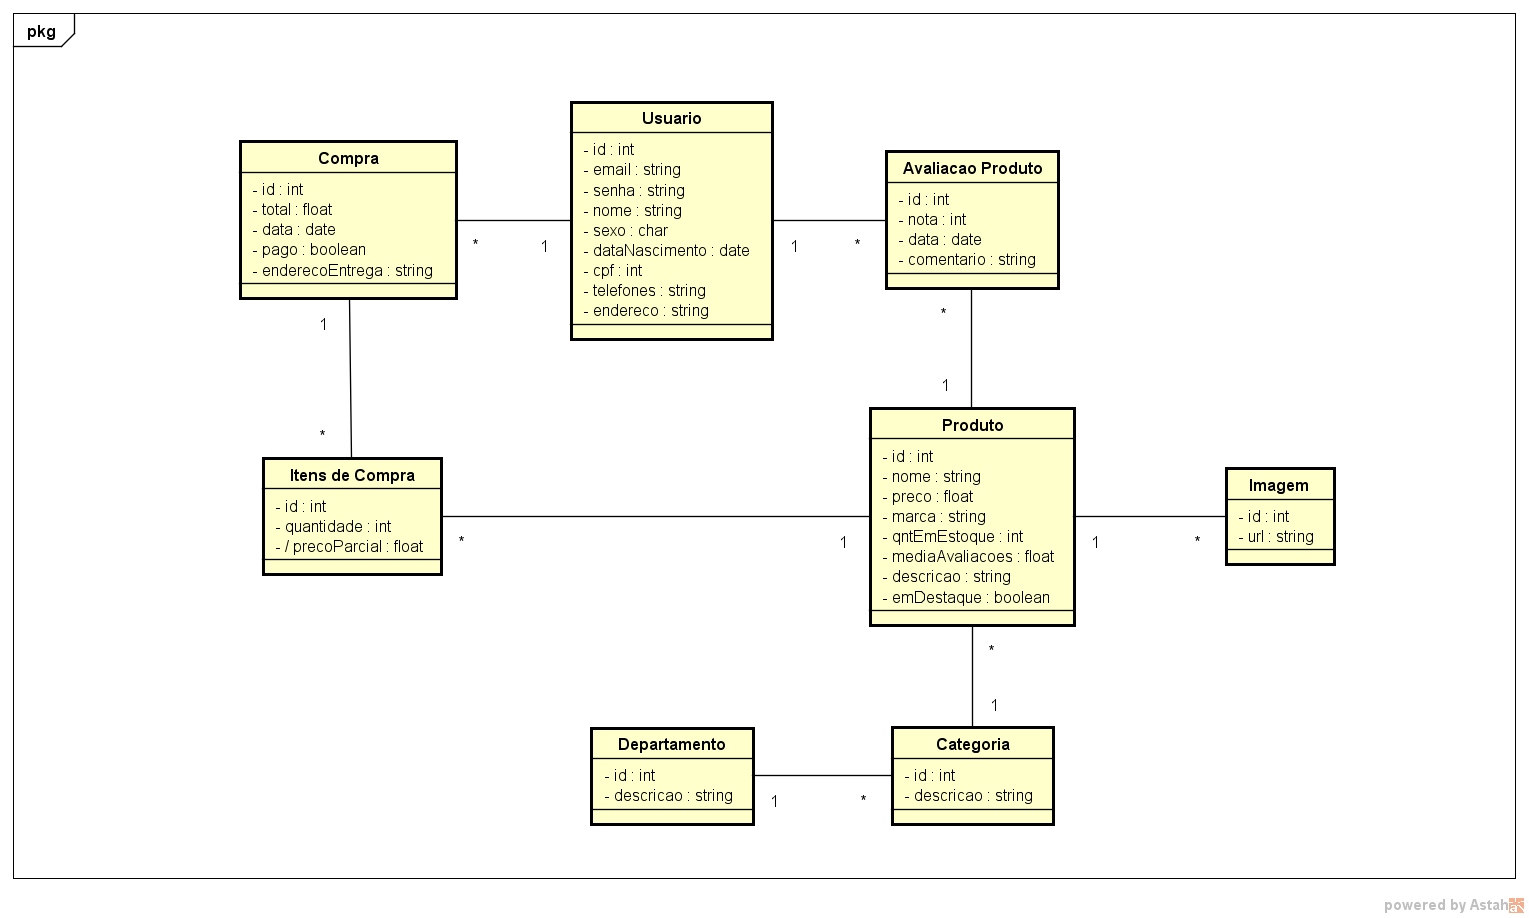 pkg
Usuario
- id : int
- email : string
- senha : string
- nome : string
- sexo : char
- dataNascimento : date
- cpf : int
- telefones : string
- endereco : string
Compra
- id : int
- total : float
- data : date
- pago : boolean
- enderecoEntrega : string
Avaliacao Produto
- id : int
- nota : int
- data : date
- comentario : string
* 1 1 *
1
*
*
1
Itens de Compra
- id : int
- quantidade : int
- / precoParcial : float
Produto
- id : int
- nome : string
- preco : float
- marca : string
- qntEmEstoque : int
- mediaAvaliacoes : float
- descricao : string
- emDestaque : boolean
Imagem
- id : int
- url : string
* 1 1 *
*
1
Departamento
- id : int
- descricao : string
Categoria
- id : int
- descricao : string
1 *
powered by Astah